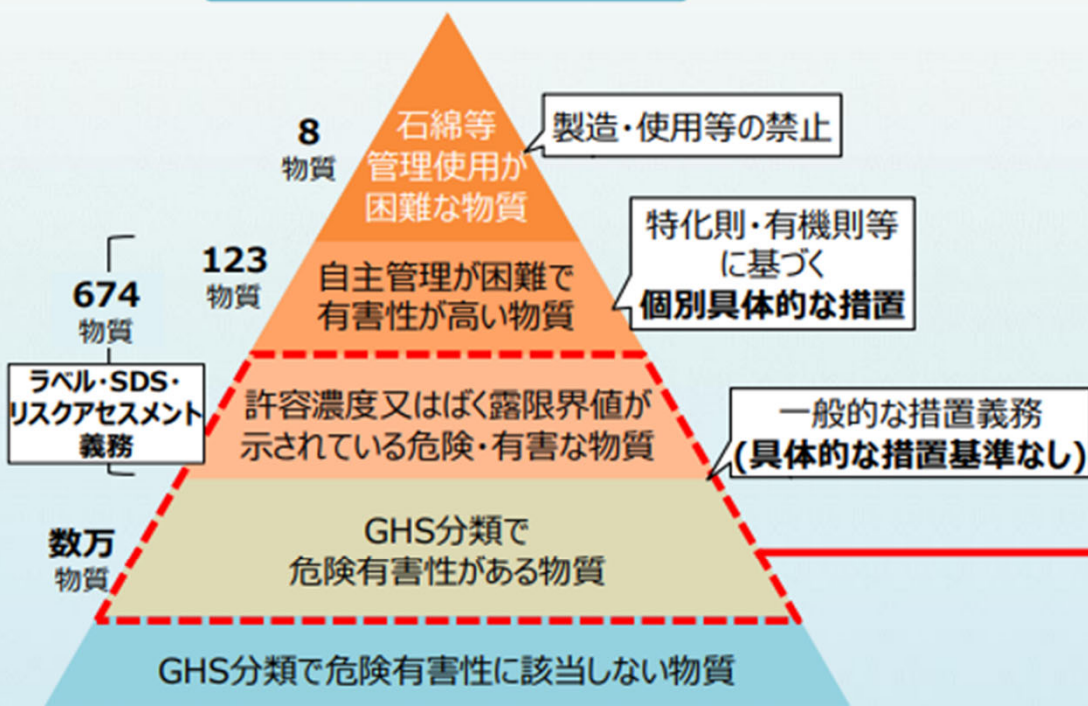 8
物質
石綿等
管理使用が
困難な物質
製造・使用等の禁止
674
物質
ラベル・SDS・
リスクアセスメント
義務
123
物質
自主管理が困難で
有害性が高い物質
特化則・有機則等
に基づく
個別具体的な措置
許容濃度又はばく露限界値が
示されている危険・有害な物質
一般的な措置義務
(具体的な措置基準なし)
数万
物質
GHS分類で
危険有害性がある物質
GHS分類で危険有害性に該当しない物質